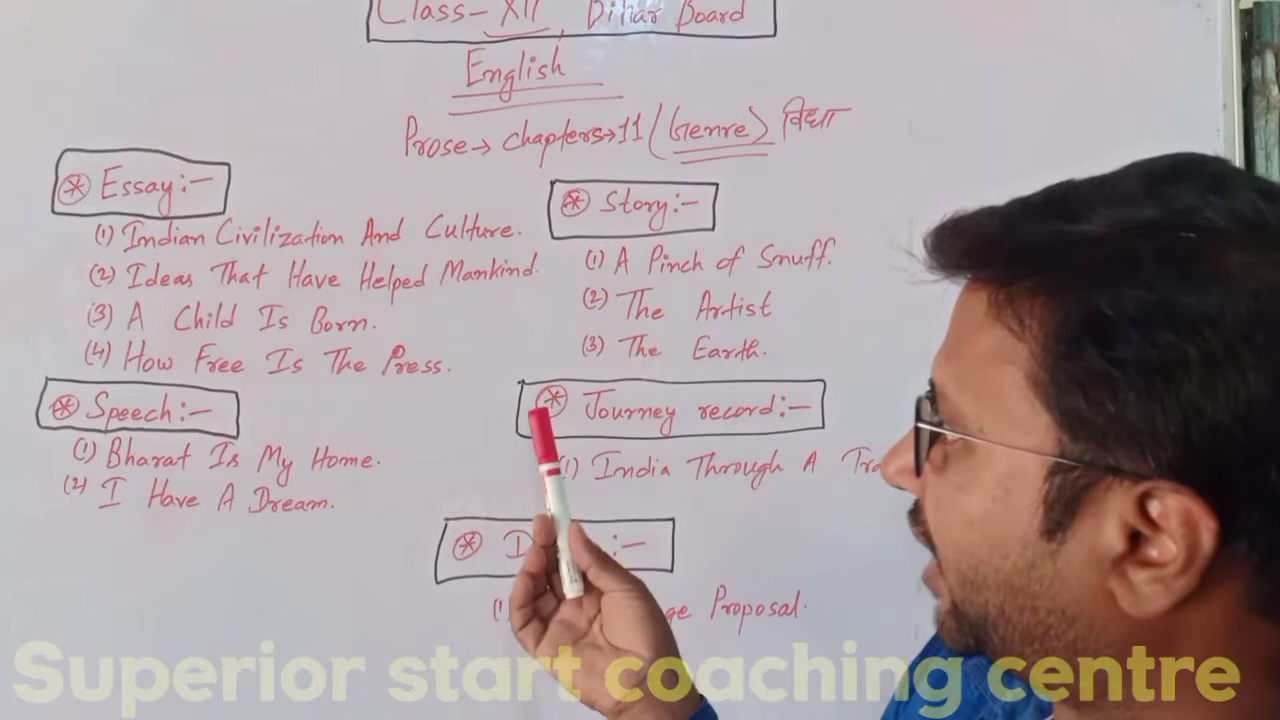 Class- XII Bihar Board
English
Prose→ chapters→11 (Genre) विधा
* Essay:-
(1) Indian Civilization And Culture.
(2) Ideas That Have Helped Mankind.
(3) A Child Is Born.
(4) How Free Is The Press.
* Story:-
(1) A Pinch of Snuff.
(2) The Artist
(3) The Earth.
* Speech:-
(1) Bharat Is My Home.
(2) I Have A Dream.
* Journey record:-
(1) India Through A
* :-
(1 Proposal.
Superior start coaching centre